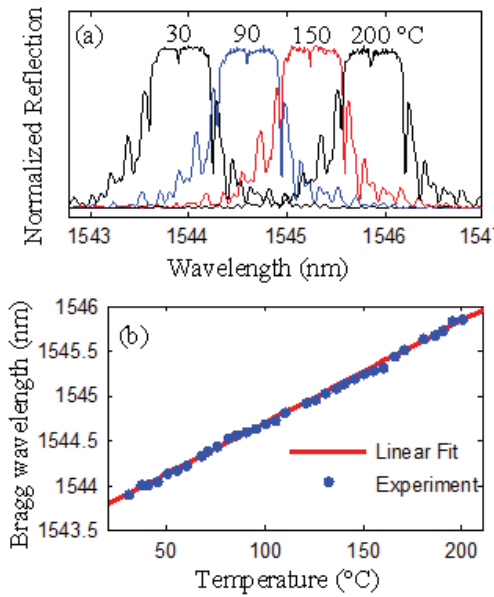 (a)
30 90 150 200 °C
Normalized Reflection
1543 1544 1545 1546 154
Wavelength (nm)
(b)
1546
1545.5
1545
1544.5
1544
1543.5
Bragg wavelength (nm)
Linear Fit
Experiment
50 100 150 200
Temperature (°C)